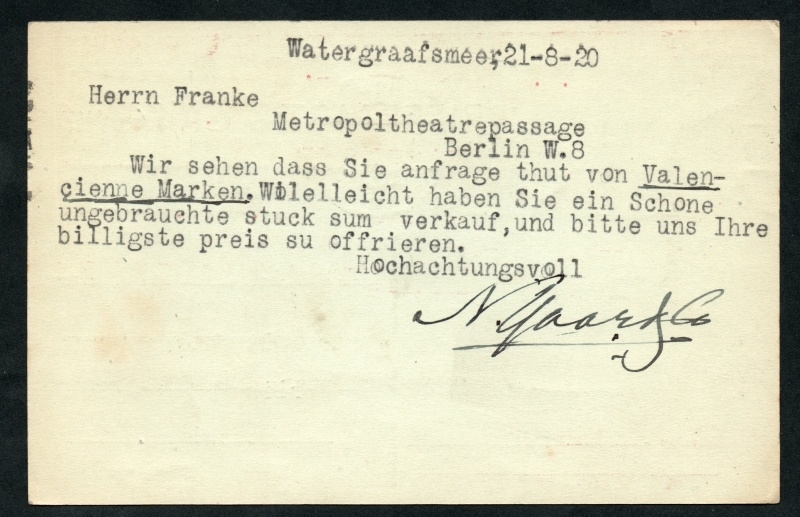 Watergraafsmeer,21-8-20
Herrn Franke
Metropoltheatrepassage
Berlin W.8
Wir sehen dass Sie anfrage thut von Valen-
cienne Marken. Wilelleicht haben Sie ein Schone
ungebrauchte stuck sum verkauf,und bitte uns Ihre
billigste preis su offrieren.
Hochachtungsvoll
N.